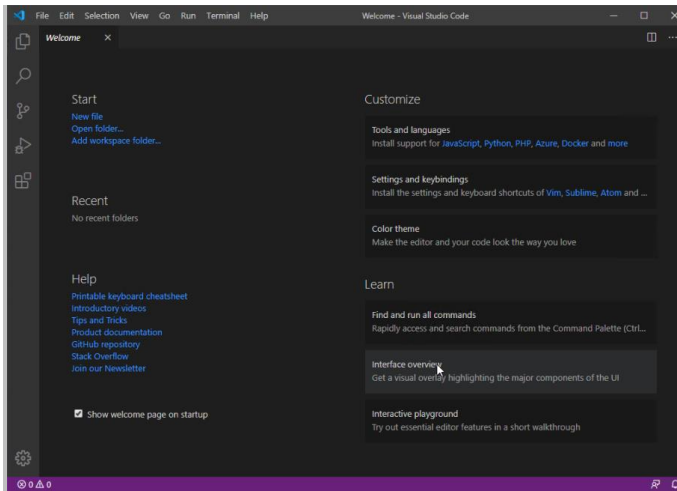 File Edit Selection View Go Run Terminal Help Welcome - Visual Studio Code
Welcome
Start
New file
Open folder...
Add workspace folder...
Recent
No recent folders
Help
Printable keyboard cheatsheet
Introductory videos
Tips and Tricks
Product documentation
GitHub repository
Stack Overflow
Join our Newsletter
Show welcome page on startup
Customize
Tools and languages
Install support for JavaScript, Python, PHP, Azure, Docker and more
Settings and keybindings
Install the settings and keyboard shortcuts of Vim, Sublime, Atom and ...
Color theme
Make the editor and your code look the way you love
Learn
Find and run all commands
Rapidly access and search commands from the Command Palette (Ctrl...
Interface overview
Get a visual overlay highlighting the major components of the UI
Interactive playground
Try out essential editor features in a short walkthrough
0 0